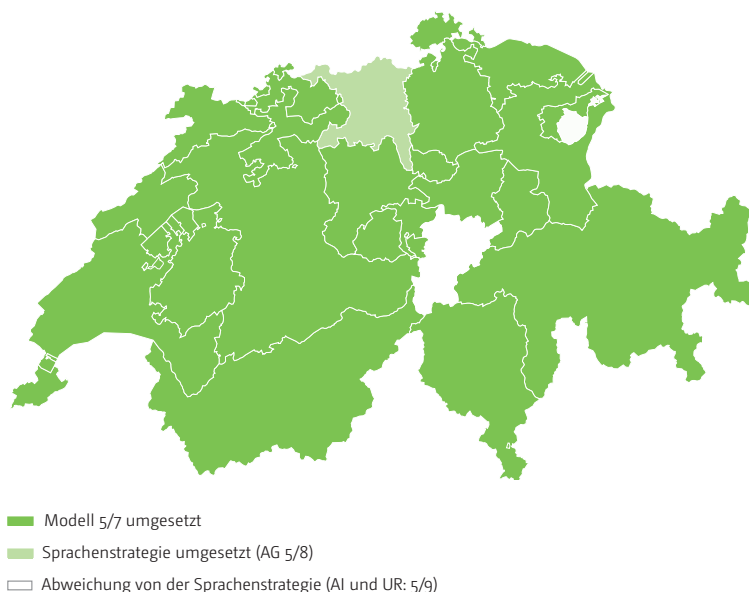 Modell 5/7 umgesetzt
Sprachenstrategie umgesetzt (AG 5/8)
Abweichung von der Sprachenstrategie (AI und UR: 5/9)